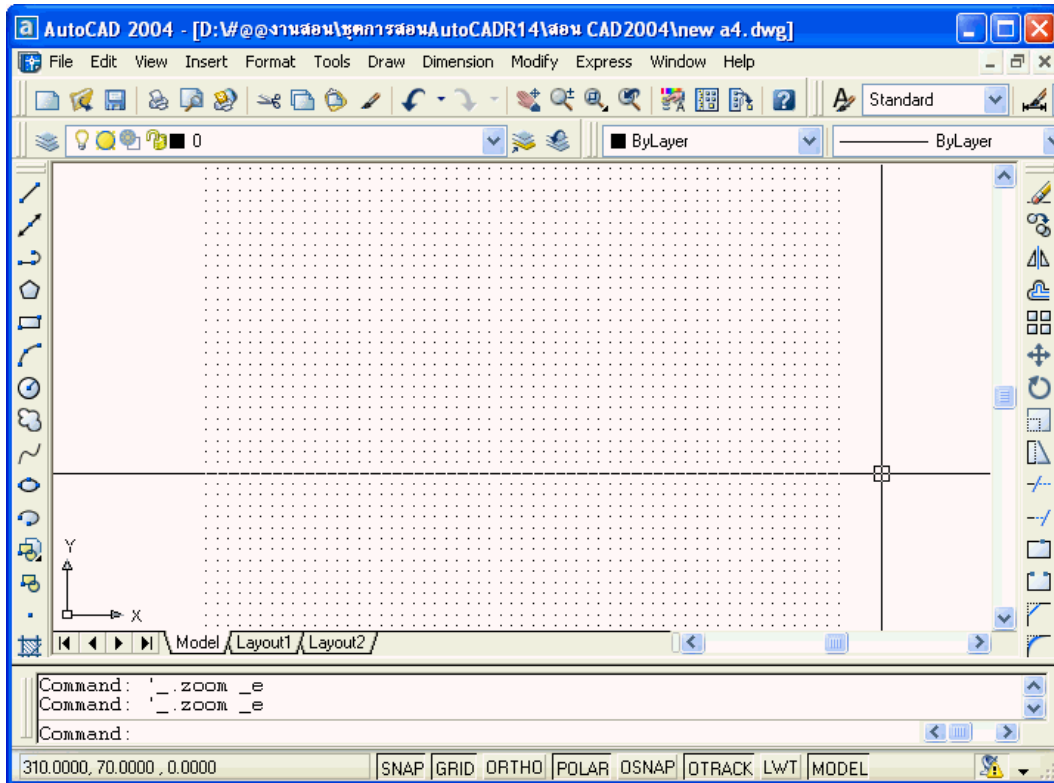 AutoCAD 2004 - [D:\#@@งานสอน\ชุดการสอนAutoCADR14\สอน CAD2004\new a4.dwg]
File Edit View Insert Format Tools Draw Dimension Modify Express Window Help
Standard
0 ByLayer ByLayer
Y
X
Model Layout1 Layout2
Command: '_.zoom _e
Command: '_.zoom _e
Command:
310.0000, 70.0000 , 0.0000 SNAP GRID ORTHO POLAR OSNAP OTRACK LWT MODEL